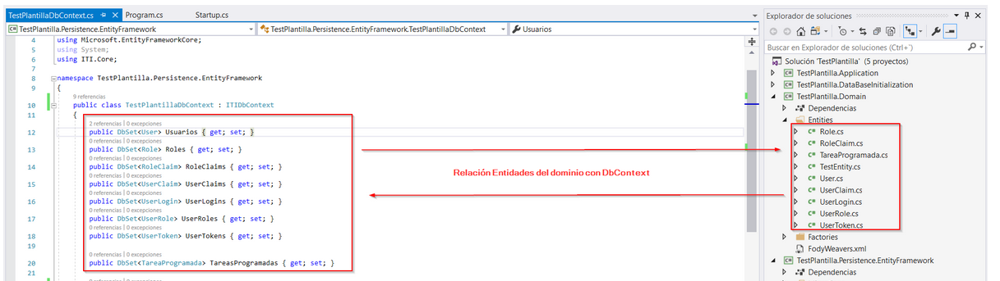 TestPlantillaDbContext.cs
Program.cs
Startup.cs
TestPlantilla.Persistence.EntityFramework
TestPlantilla.Persistence.EntityFramework.TestPlantillaDbContext
Usuarios
4 using Microsoft.EntityFrameworkCore;
5 using System;
6 using ITI.Core;
7
8 namespace TestPlantilla.Persistence.EntityFramework
9 {
9 referencias
10 public class TestPlantillaDbContext : ITIDbContext
11 {
2 referencias | 0 excepciones
12 public DbSet<User> Usuarios { get; set; }
0 referencias | 0 excepciones
13 public DbSet<Role> Roles { get; set; }
0 referencias | 0 excepciones
14 public DbSet<RoleClaim> RoleClaims { get; set; }
0 referencias | 0 excepciones
15 public DbSet<UserClaim> UserClaims { get; set; }
0 referencias | 0 excepciones
16 public DbSet<UserLogin> UserLogins { get; set; }
0 referencias | 0 excepciones
17 public DbSet<UserRole> UserRoles { get; set; }
0 referencias | 0 excepciones
18 public DbSet<UserToken> UserTokens { get; set; }
19
0 referencias | 0 excepciones
20 public DbSet<TareaProgramada> TareasProgramadas { get; set; }
21
Relación Entidades del dominio con DbContext
Explorador de soluciones
Buscar en Explorador de soluciones (Ctrl+´)
Solución 'TestPlantilla' (5 proyectos)
TestPlantilla.Application
TestPlantilla.DataBaseInitialization
TestPlantilla.Domain
Dependencias
Entities
Role.cs
RoleClaim.cs
TareaProgramada.cs
TestEntity.cs
User.cs
UserClaim.cs
UserLogin.cs
UserRole.cs
UserToken.cs
Factories
FodyWeavers.xml
TestPlantilla.Persistence.EntityFramework
Dependencias